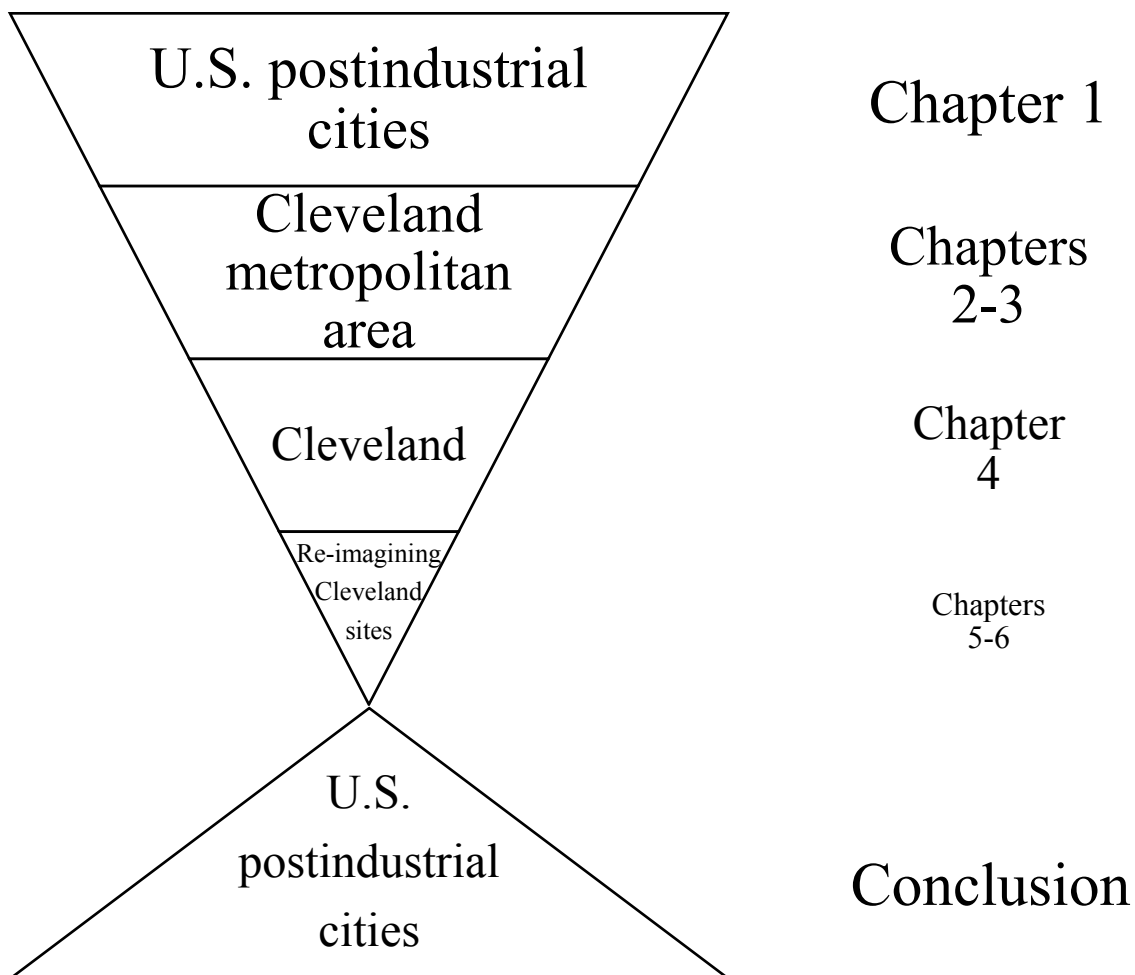 U.S. postindustrial
cities
Chapter 1
Cleveland
metropolitan
area
Chapters
2-3
Cleveland
Chapter
4
Re-imagining
Cleveland
sites
Chapters
5-6
U.S.
postindustrial
cities
Conclusion